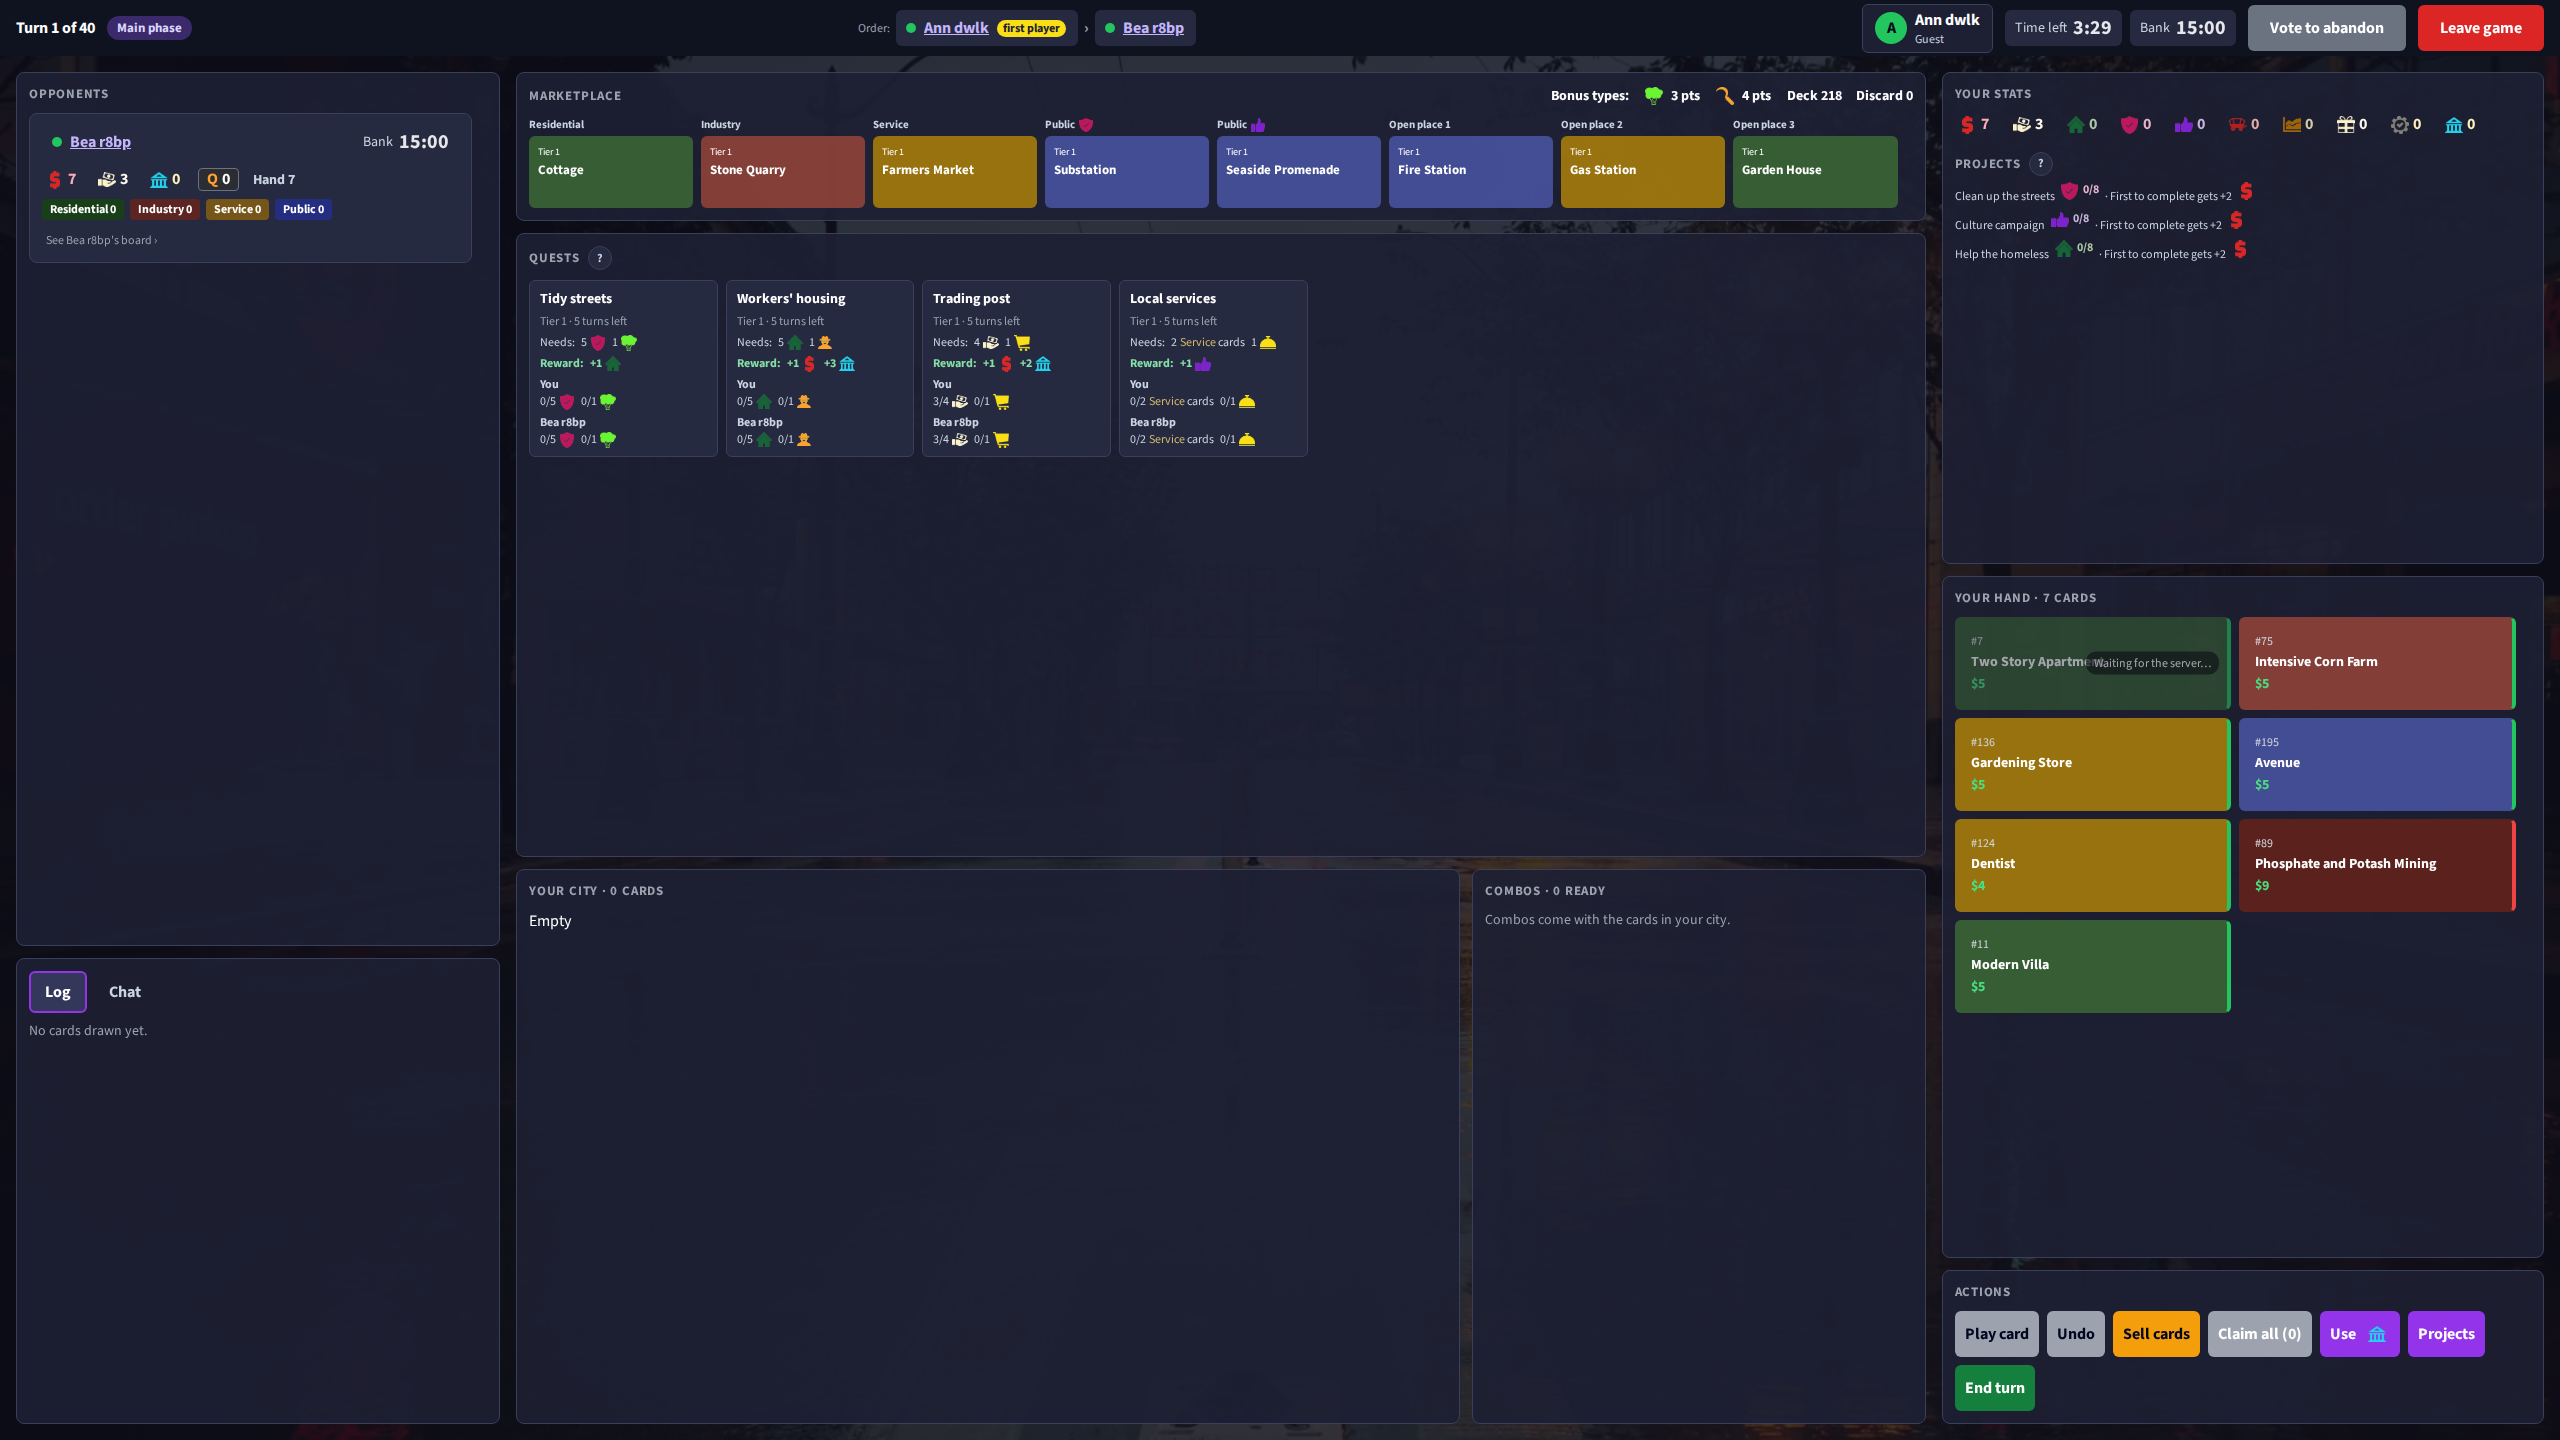 Turn 1 of 40 Main phase
Order: Ann dwlk first player › Bea r8bp
A Ann dwlk
Guest
Time left 3:29 Bank 15:00 Vote to abandon Leave game
OPPONENTS
Bea r8bp Bank 15:00
7 3 0 Q 0 Hand 7
Residential 0 Industry 0 Service 0 Public 0
See Bea r8bp's board ›
Log Chat
No cards drawn yet.
MARKETPLACE Bonus types: 3 pts 4 pts Deck 218 Discard 0
Residential Industry Service Public Public Open place 1 Open place 2 Open place 3
Tier 1 Tier 1 Tier 1 Tier 1 Tier 1 Tier 1 Tier 1 Tier 1
Cottage Stone Quarry Farmers Market Substation Seaside Promenade Fire Station Gas Station Garden House
QUESTS ?
Tidy streets
Tier 1 · 5 turns left
Needs: 5 1
Reward: +1
You
0/5 0/1
Bea r8bp
0/5 0/1
Workers' housing
Tier 1 · 5 turns left
Needs: 5 1
Reward: +1 $ +3
You
0/5 0/1
Bea r8bp
0/5 0/1
Trading post
Tier 1 · 5 turns left
Needs: 4 1
Reward: +1 $ +2
You
3/4 0/1
Bea r8bp
3/4 0/1
Local services
Tier 1 · 5 turns left
Needs: 2 Service cards 1
Reward: +1
You
0/2 Service cards 0/1
Bea r8bp
0/2 Service cards 0/1
YOUR CITY · 0 CARDS
Empty
COMBOS · 0 READY
Combos come with the cards in your city.
YOUR STATS
$ 7 3 0 0 0 0 0 0 0 0
PROJECTS ?
Clean up the streets 0/8 · First to complete gets +2 $
Culture campaign 0/8 · First to complete gets +2 $
Help the homeless 0/8 · First to complete gets +2 $
YOUR HAND · 7 CARDS
#7
Two Story Waiting for the server…
$5
#75
Intensive Corn Farm
$5
#136
Gardening Store
$5
#195
Avenue
$5
#124
Dentist
$4
#89
Phosphate and Potash Mining
$9
#11
Modern Villa
$5
ACTIONS
Play card Undo Sell cards Claim all (0) Use Projects
End turn